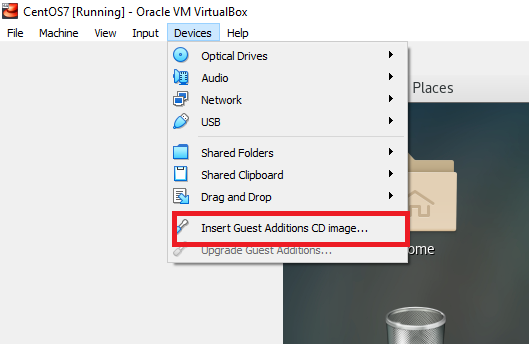 CentOS7 [Running] - Oracle VM VirtualBox
File Machine View Input Devices Help
Optical Drives
Audio
Network
USB
Shared Folders
Shared Clipboard
Drag and Drop
Insert Guest Additions CD image...
Upgrade Guest Additions...
Places
ome